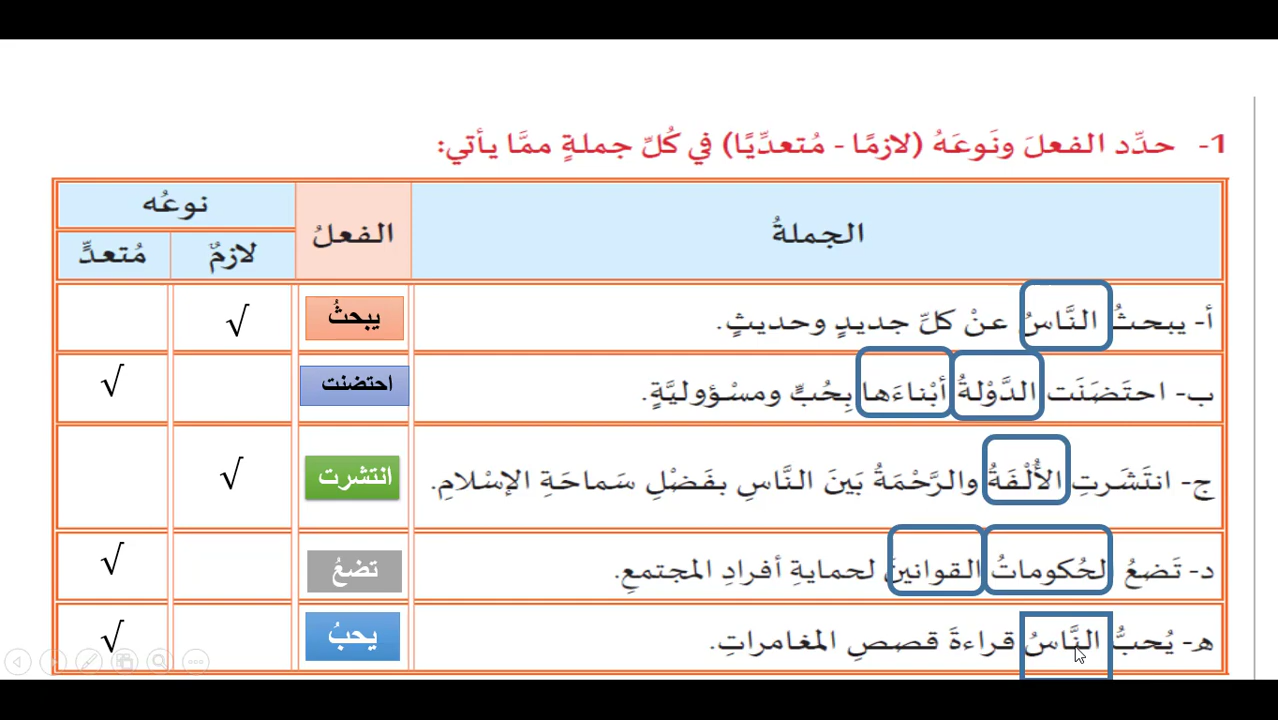 1- حدِّد الفعلَ ونَوعَهُ (لازمًا - مُتعدِّيًا) في كُلِّ جملةٍ ممَّا يأتي:
الجملةُ الفعلُ نوعُه
لازمٌ مُتعدٍّ
أ- يبحثُ النَّاسُ عنْ كلِّ جديدٍ وحديثٍ. يبحثُ √
ب- احتَضَنَت الدَّوْلةُ أبْناءَها بِحُبٍّ ومسْؤوليَّةٍ. احتضنت √
ج- انتَشَرتِ الأُلْفَةُ والرَّحْمَةُ بَينَ النَّاسِ بفَضْلِ سَماحَةِ الإسْلامِ. انتشرت √
د- تَضعُ الحُكوماتُ القوانينَ لحمايةِ أفرادِ المجتمعِ. تضعُ √
هـ- يُحبُّ النَّاسُ قراءةَ قصصِ المغامراتِ. يحبُ √